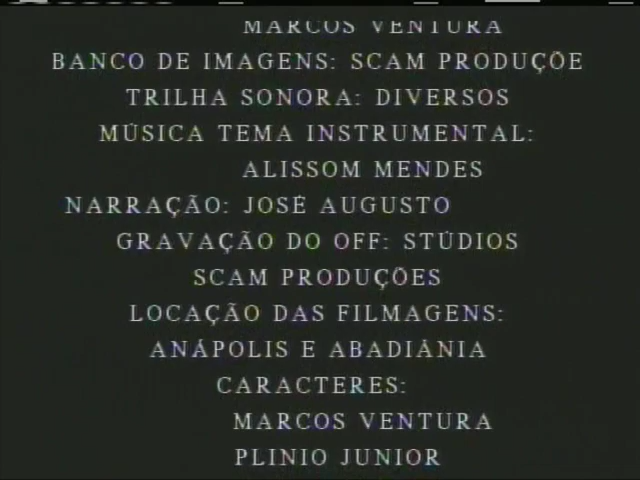 MARCOS VENTURA
BANCO DE IMAGENS: SCAM PRODUÇÕE
TRILHA SONORA: DIVERSOS
MÚSICA TEMA INSTRUMENTAL:
ALISSOM MENDES
NARRAÇÃO: JOSÉ AUGUSTO
GRAVAÇÃO DO OFF: STÚDIOS
SCAM PRODUÇÕES
LOCAÇÃO DAS FILMAGENS:
ANÁPOLIS E ABADIÂNIA
CARACTERES:
MARCOS VENTURA
PLINIO JUNIOR